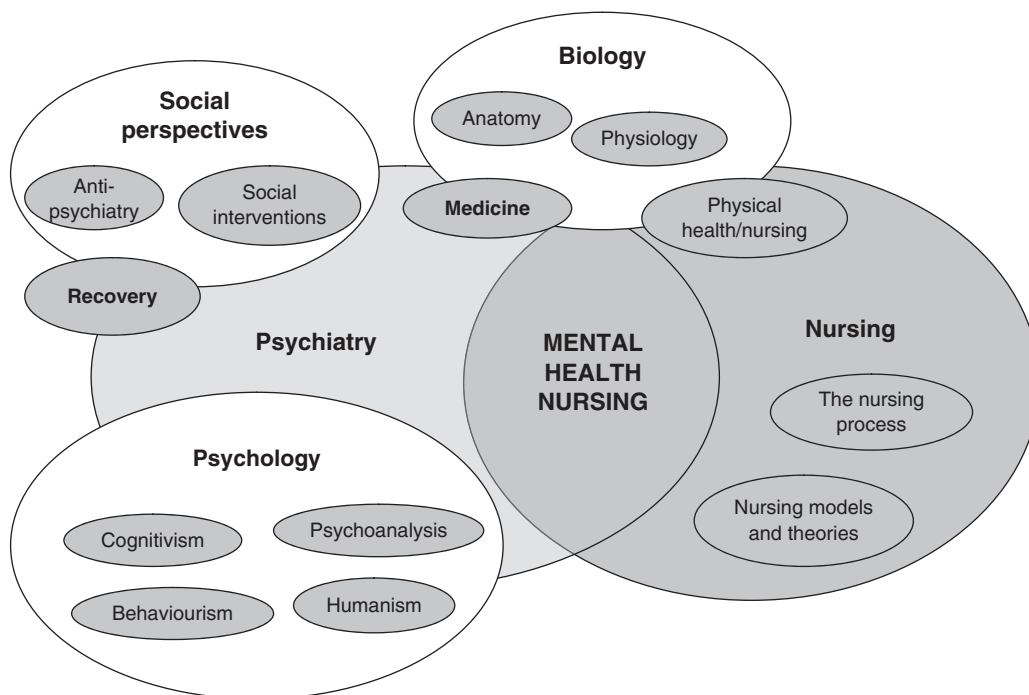 Biology
Anatomy
Physiology
Social
perspectives
Anti-
psychiatry
Social
interventions
Medicine
Physical
health/nursing
Recovery
Psychiatry
MENTAL
HEALTH
NURSING
Nursing
The nursing
process
Nursing models
and theories
Psychology
Cognitivism
Psychoanalysis
Behaviourism
Humanism